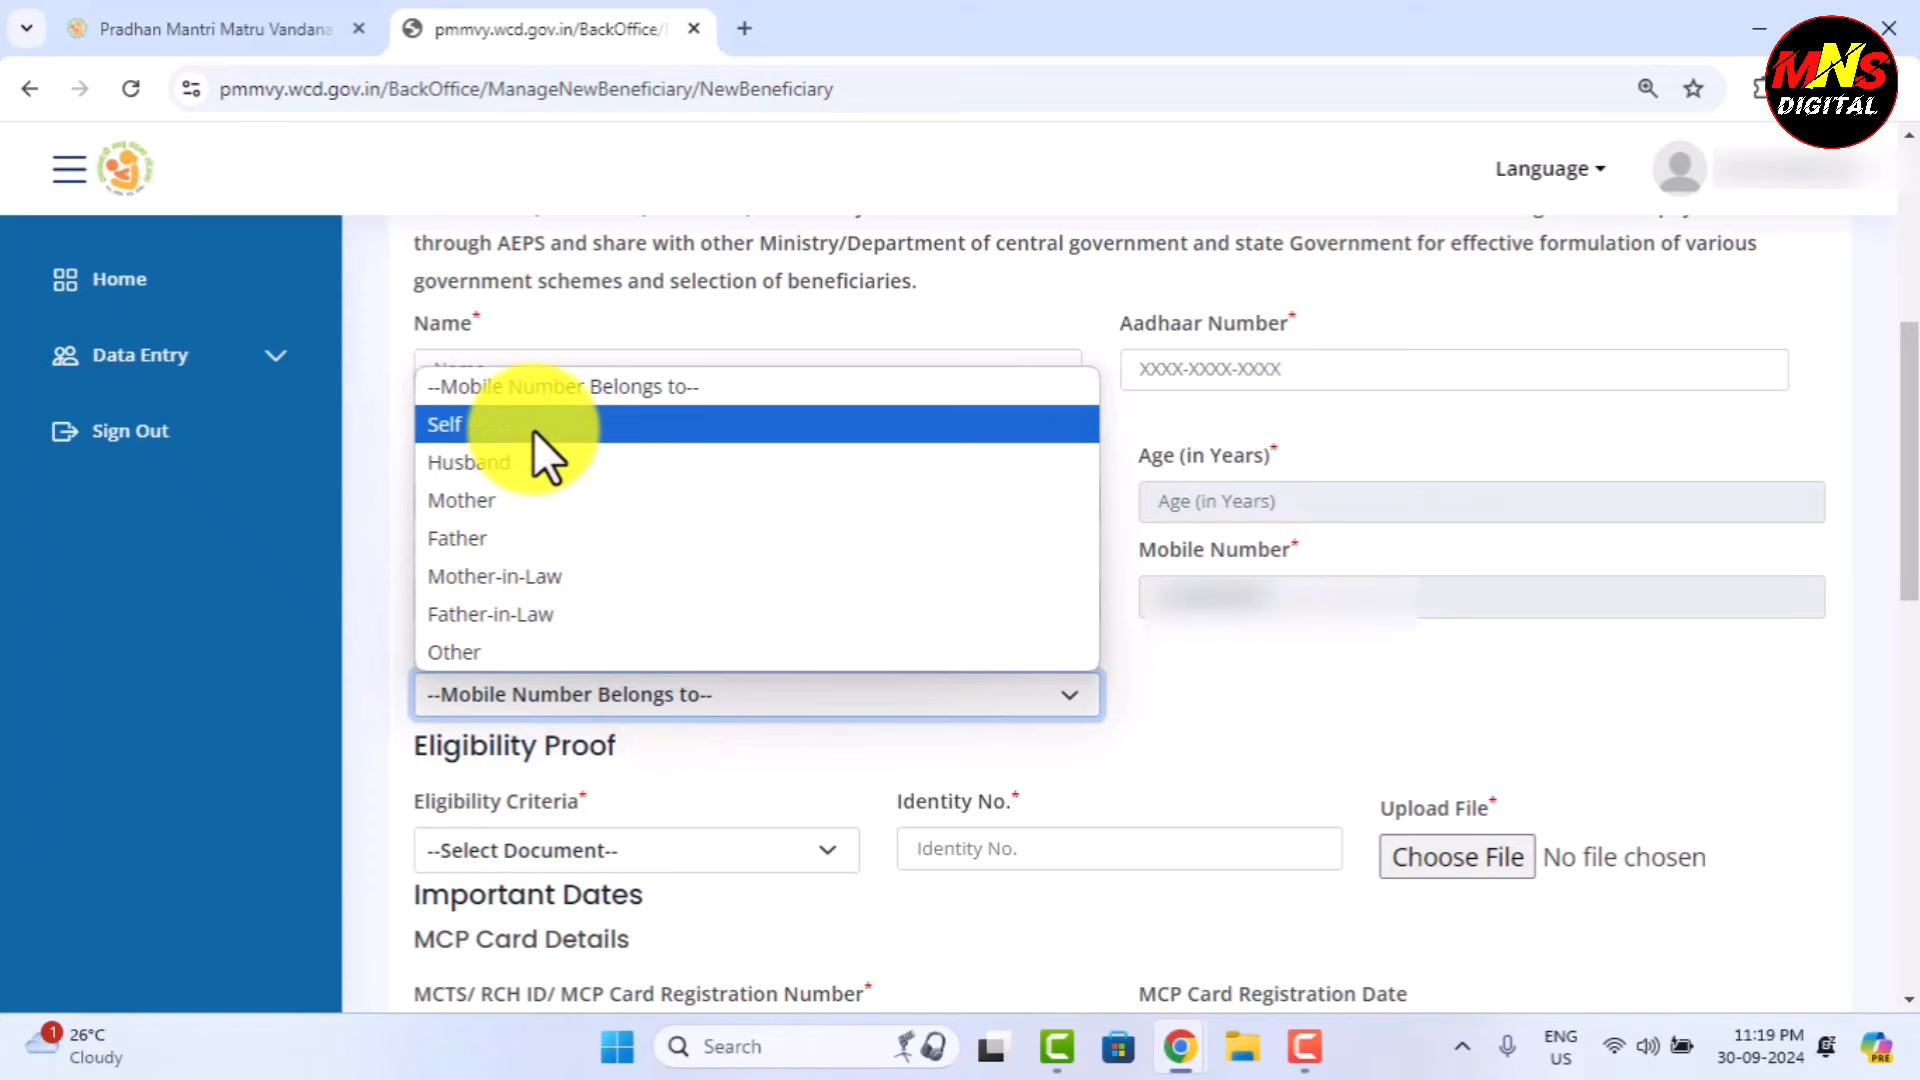 Pradhan Mantri Matru Vandana
pmmvy.wcd.gov.in/BackOffice/
pmmvy.wcd.gov.in/BackOffice/ManageNewBeneficiary/NewBeneficiary
MNS
DIGITAL
Language
Home
Data Entry
Sign Out
through AEPS and share with other Ministry/Department of central government and state Government for effective formulation of various
government schemes and selection of beneficiaries.
Name*
Aadhaar Number*
Name
XXXX-XXXX-XXXX
--Mobile Number Belongs to--
Self
Husband
Mother
Father
Mother-in-Law
Father-in-Law
Other
Age (in Years)*
Age (in Years)
Mobile Number*
--Mobile Number Belongs to--
Eligibility Proof
Eligibility Criteria*
Identity No.*
Upload File*
--Select Document--
Identity No.
Choose File No file chosen
Important Dates
MCP Card Details
MCTS/ RCH ID/ MCP Card Registration Number*
MCP Card Registration Date
1
26°C
Cloudy
Search
ENG
US
11:19 PM
30-09-2024
PRE